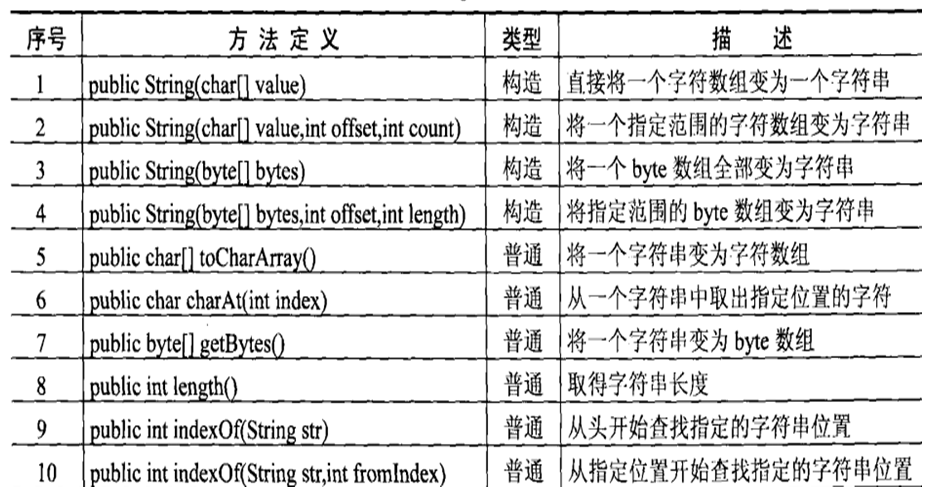 序号 方法定义 类型 描述
1 public String(char[] value) 构造 直接将一个字符数组变为一个字符串
2 public String(char[] value,int offset,int count) 构造 将一个指定范围的字符数组变为字符串
3 public String(byte[] bytes) 构造 将一个 byte 数组全部变为字符串
4 public String(byte[] bytes,int offset,int length) 构造 将指定范围的 byte 数组变为字符串
5 public char[] toCharArray() 普通 将一个字符串变为字符数组
6 public char charAt(int index) 普通 从一个字符串中取出指定位置的字符
7 public byte[] getBytes() 普通 将一个字符串变为 byte 数组
8 public int length() 普通 取得字符串长度
9 public int indexOf(String str) 普通 从头开始查找指定的字符串位置
10 public int indexOf(String str,int fromIndex) 普通 从指定位置开始查找指定的字符串位置